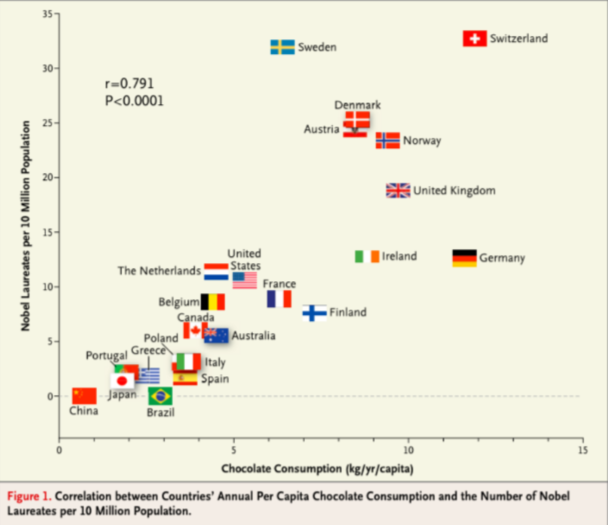 35
30
25
20
15
10
5
0
Nobel Laureates per 10 Million Population
r=0.791
P<0.0001
Sweden
Switzerland
Denmark
Austria
Norway
United Kingdom
Ireland
Germany
United
States
The Netherlands
France
Belgium
Finland
Canada
Australia
Poland
Portugal
Greece
Italy
Spain
Japan
China
Brazil
0
5
10
15
Chocolate Consumption (kg/yr/capita)
Figure 1. Correlation between Countries' Annual Per Capita Chocolate Consumption and the Number of Nobel
Laureates per 10 Million Population.